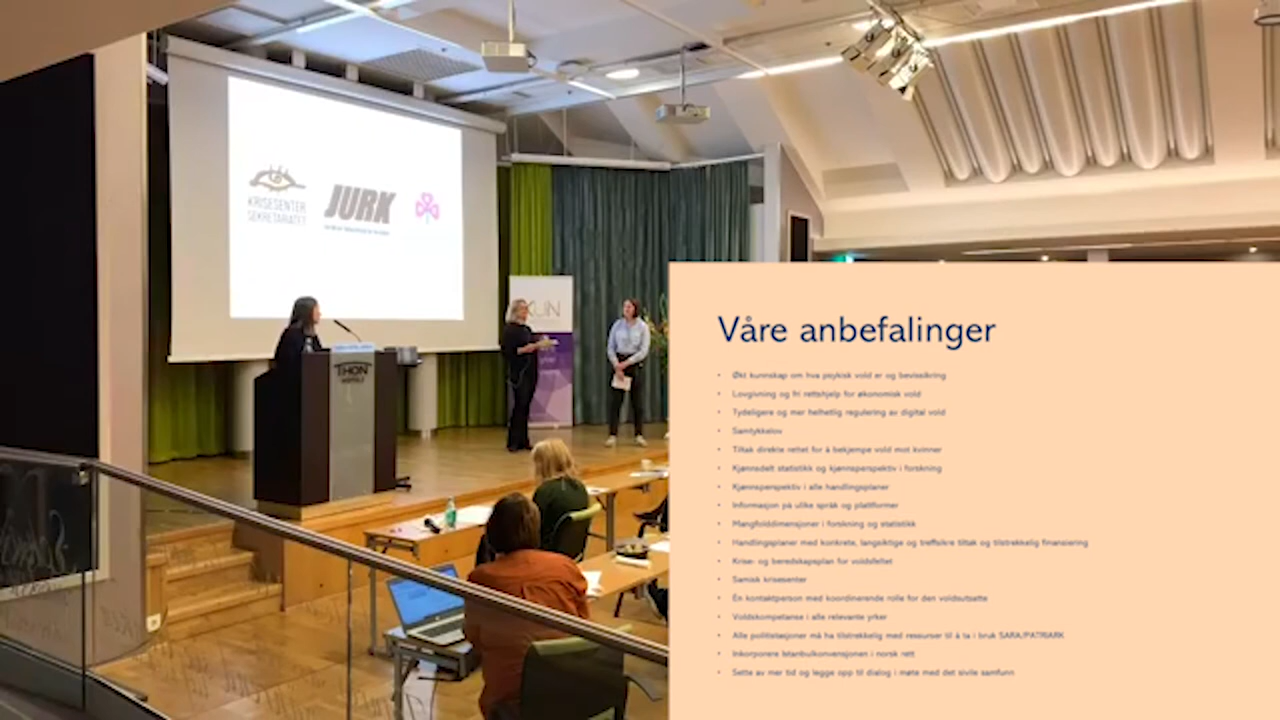 KRISESENTER
SEKRETARIATET
JURK
KUN
THON
HOTELS
Våre anbefalinger
• Økt kunnskap om hva psykisk vold er og bevissikring
• Lovgivning og fri rettshjelp for økonomisk vold
• Tydeligere og mer helhetlig regulering av digital vold
• Samtykkelov
• Tiltak direkte rettet for å bekjempe vold mot kvinner
• Kjønnsdelt statistikk og kjønnsperspektiv i forskning
• Kjønnsperspektiv i alle handlingsplaner
• Informasjon på ulike språk og plattformer
• Mangfolddimensjoner i forskning og statistikk
• Handlingsplaner med konkrete, langsiktige og treffsikre tiltak og tilstrekkelig finansiering
• Krise- og beredskapsplan for voldsfeltet
• Samisk krisesenter
• En kontaktperson med koordinerende rolle for den voldsutsatte
• Voldskompetanse i alle relevante yrker
• Alle politistasjoner må ha tilstrekkelig med ressurser til å ta i bruk SARA/PATRIARK
• Inkorporere Istanbulkonvensjonen i norsk rett
• Sette av mer tid og legge opp til dialog i møte med det sivile samfunn